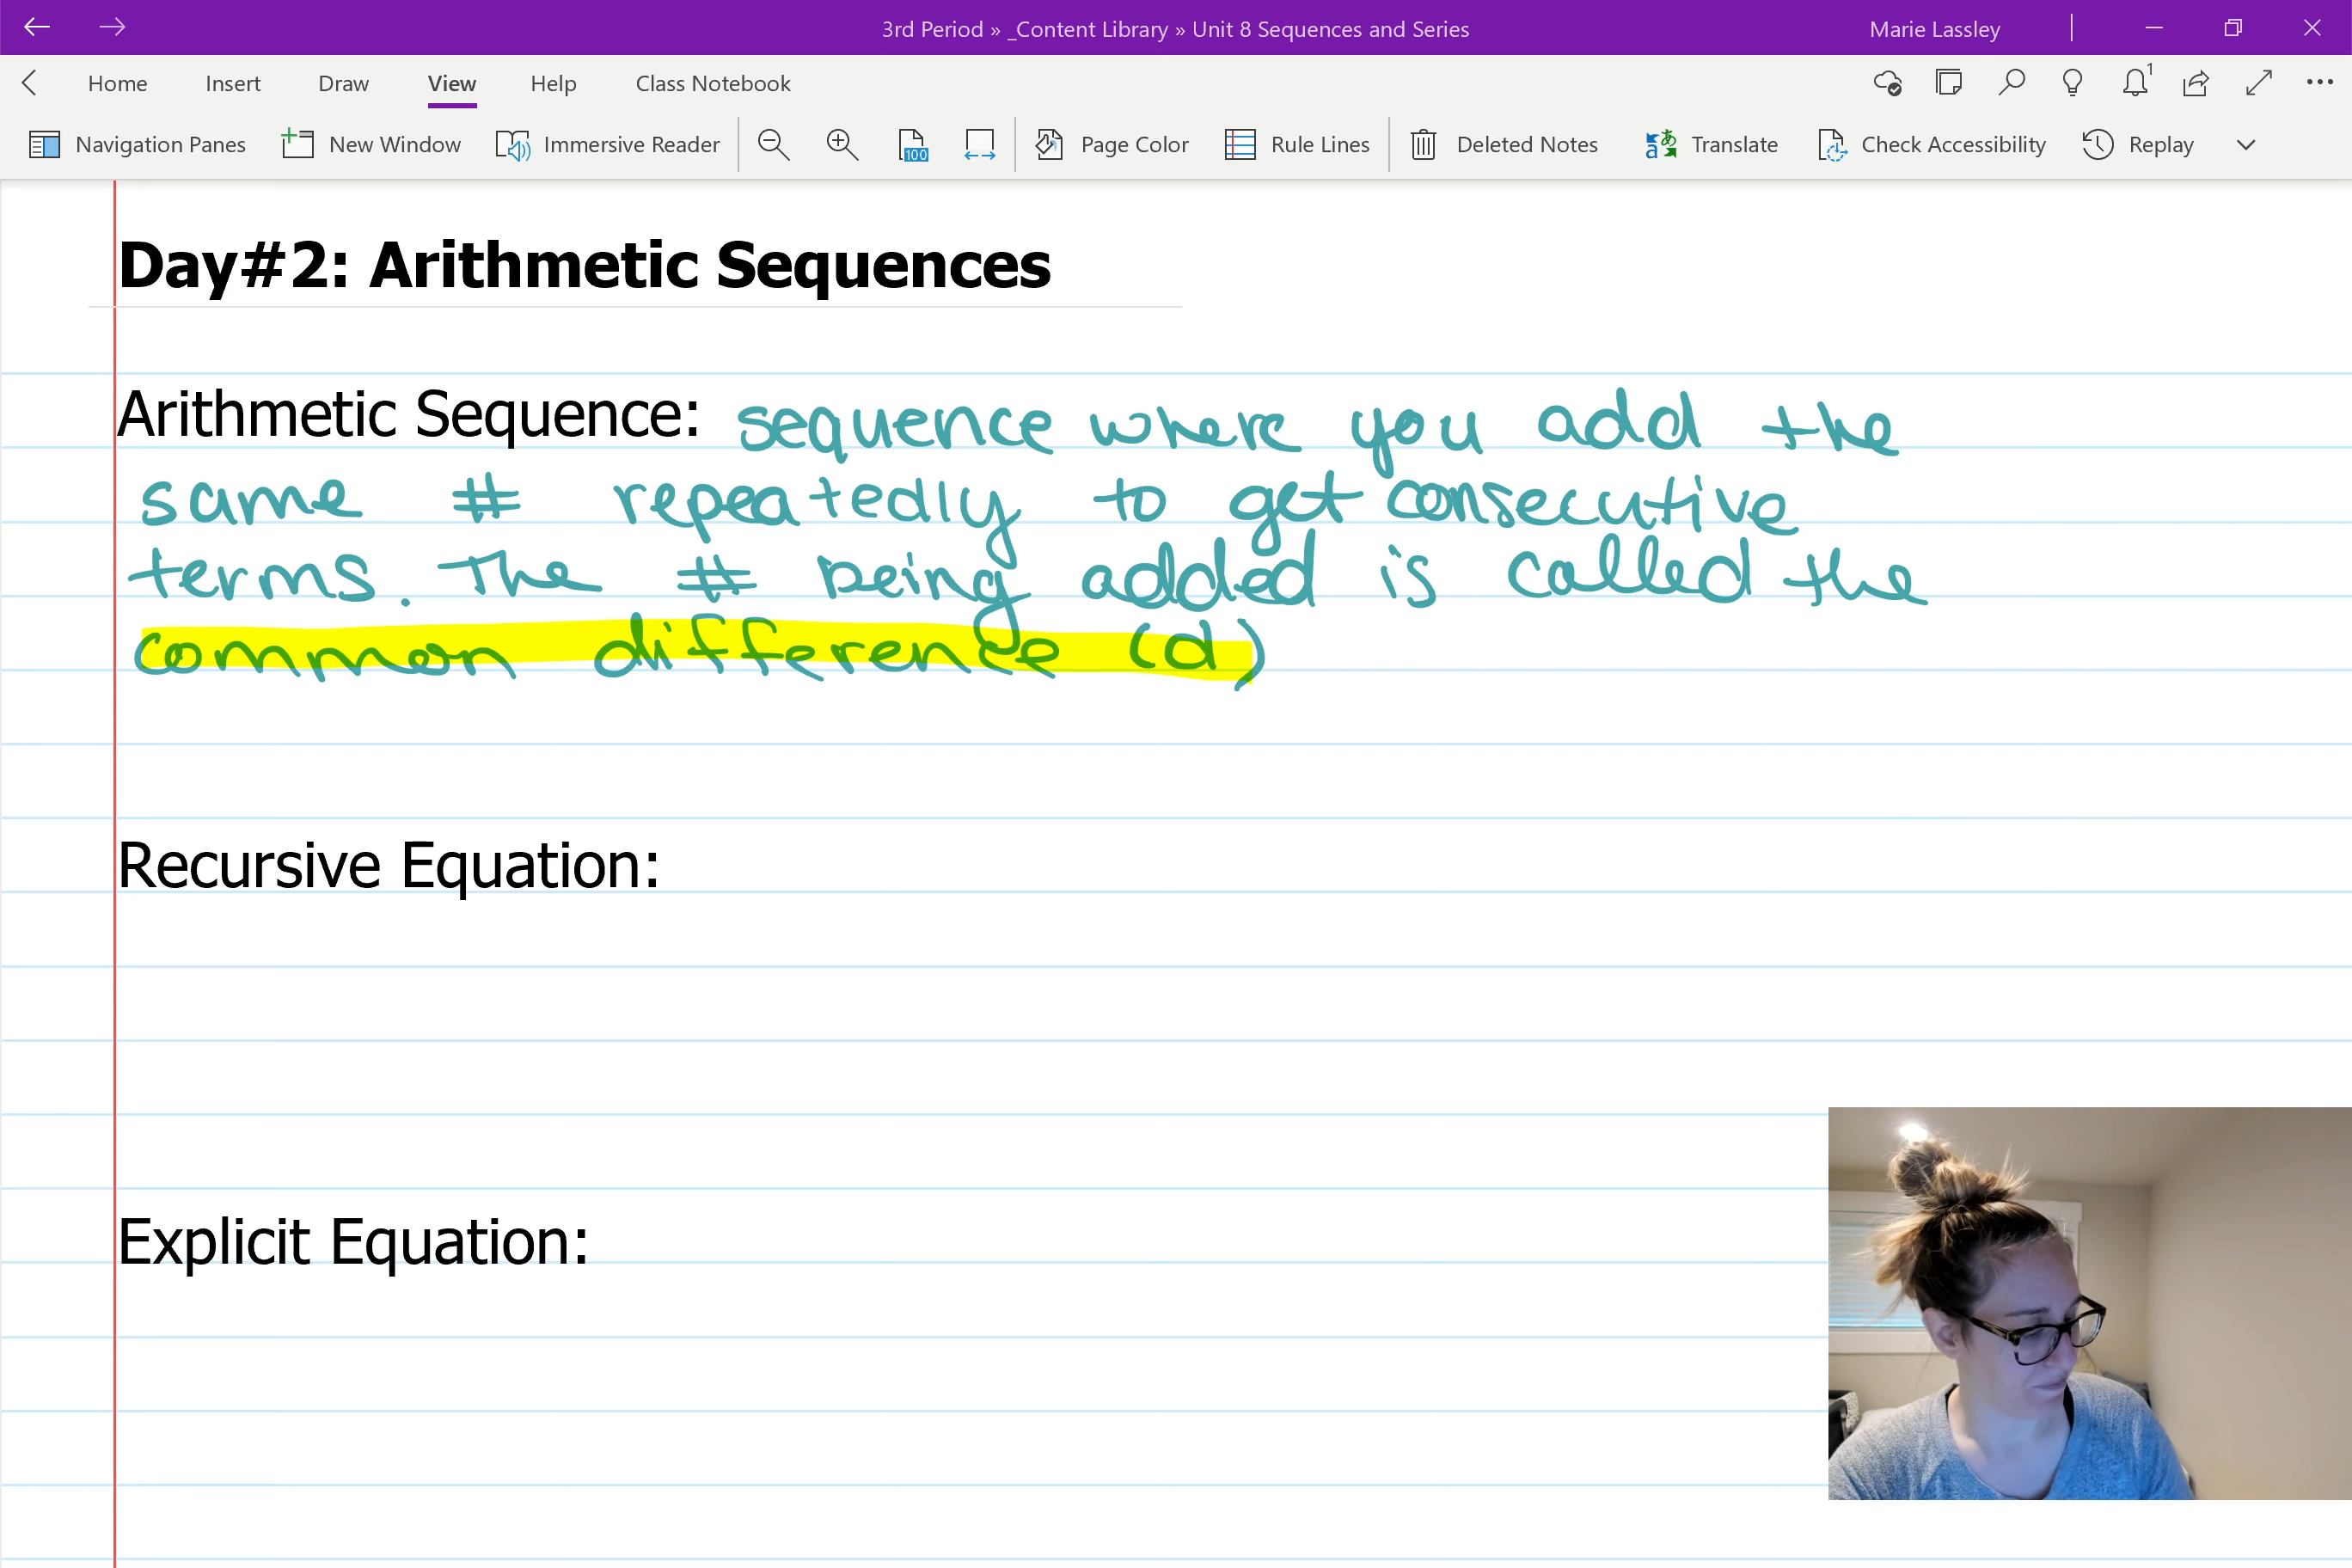 3rd Period » _Content Library » Unit 8 Sequences and Series
Marie Lassley
Home Insert Draw View Help Class Notebook
1
Navigation Panes New Window Immersive Reader 100 Page Color Rule Lines Deleted Notes Translate Check Accessibility Replay
Day#2: Arithmetic Sequences
Arithmetic Sequence: sequence where you add the
same # repeatedly to get consecutive
terms. The # being added is called the
common difference (d)
Recursive Equation:
Explicit Equation: